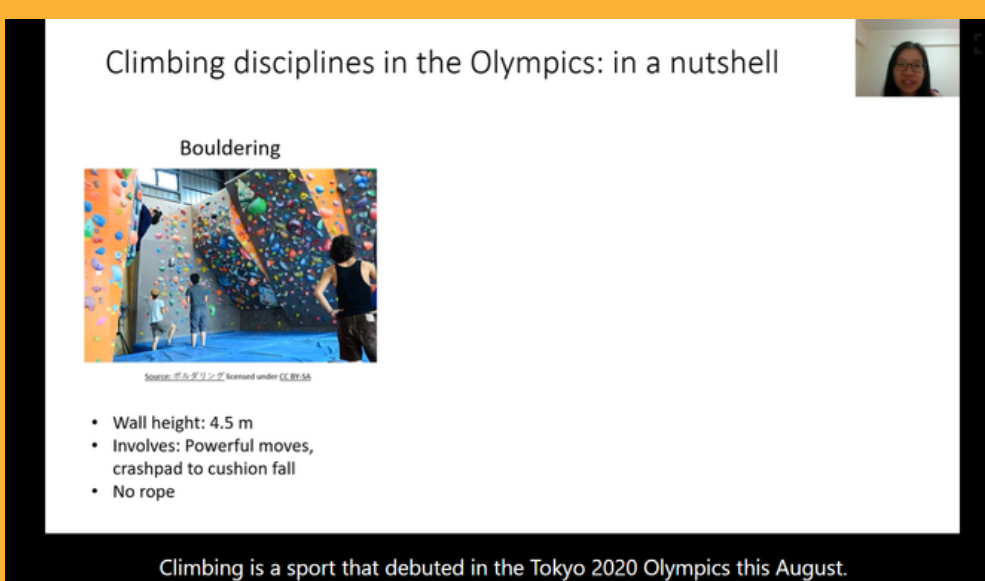 Climbing disciplines in the Olympics: in a nutshell
Bouldering
Source: ボルダリング licensed under CC BY-SA
• Wall height: 4.5 m
• Involves: Powerful moves,
crashpad to cushion fall
• No rope
Climbing is a sport that debuted in the Tokyo 2020 Olympics this August.